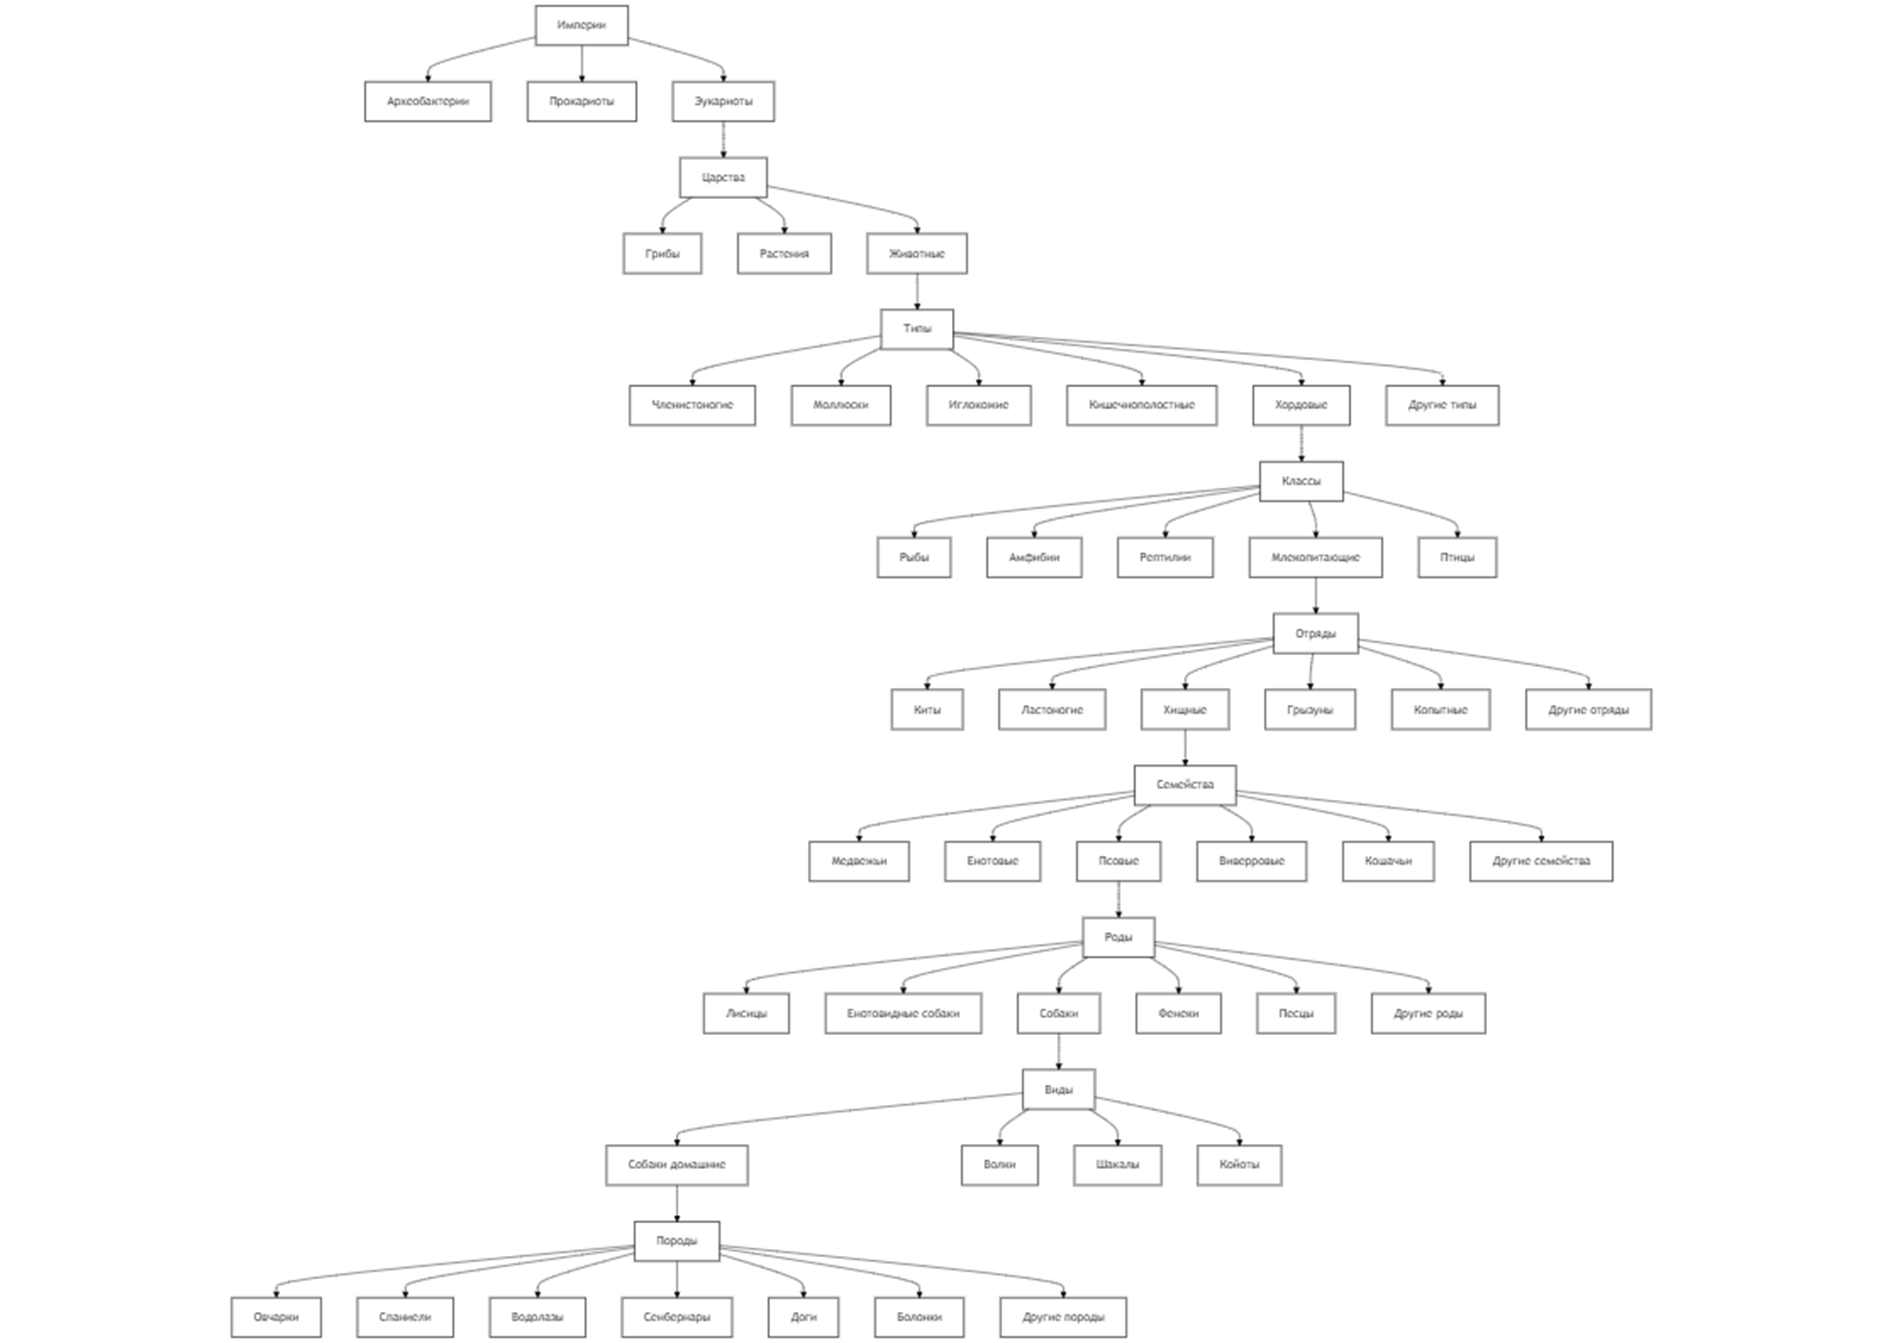 Империи
Археобактерии
Прокариоты
Эукариоты
Царства
Грибы
Растения
Животные
Типы
Членистоногие
Моллюски
Иглокожие
Кишечнополостные
Хордовые
Другие типы
Классы
Рыбы
Амфибии
Рептилии
Млекопитающие
Птицы
Отряды
Киты
Ластоногие
Хищные
Грызуны
Копытные
Другие отряды
Семейства
Медвежьи
Енотовые
Псовые
Виверровые
Кошачьи
Другие семейства
Роды
Лисицы
Енотовидные собаки
Собаки
Фенеки
Песцы
Другие роды
Виды
Собаки домашние
Волки
Шакалы
Койоты
Породы
Овчарки
Спаниели
Водолазы
Сенбернары
Доги
Болонки
Другие породы